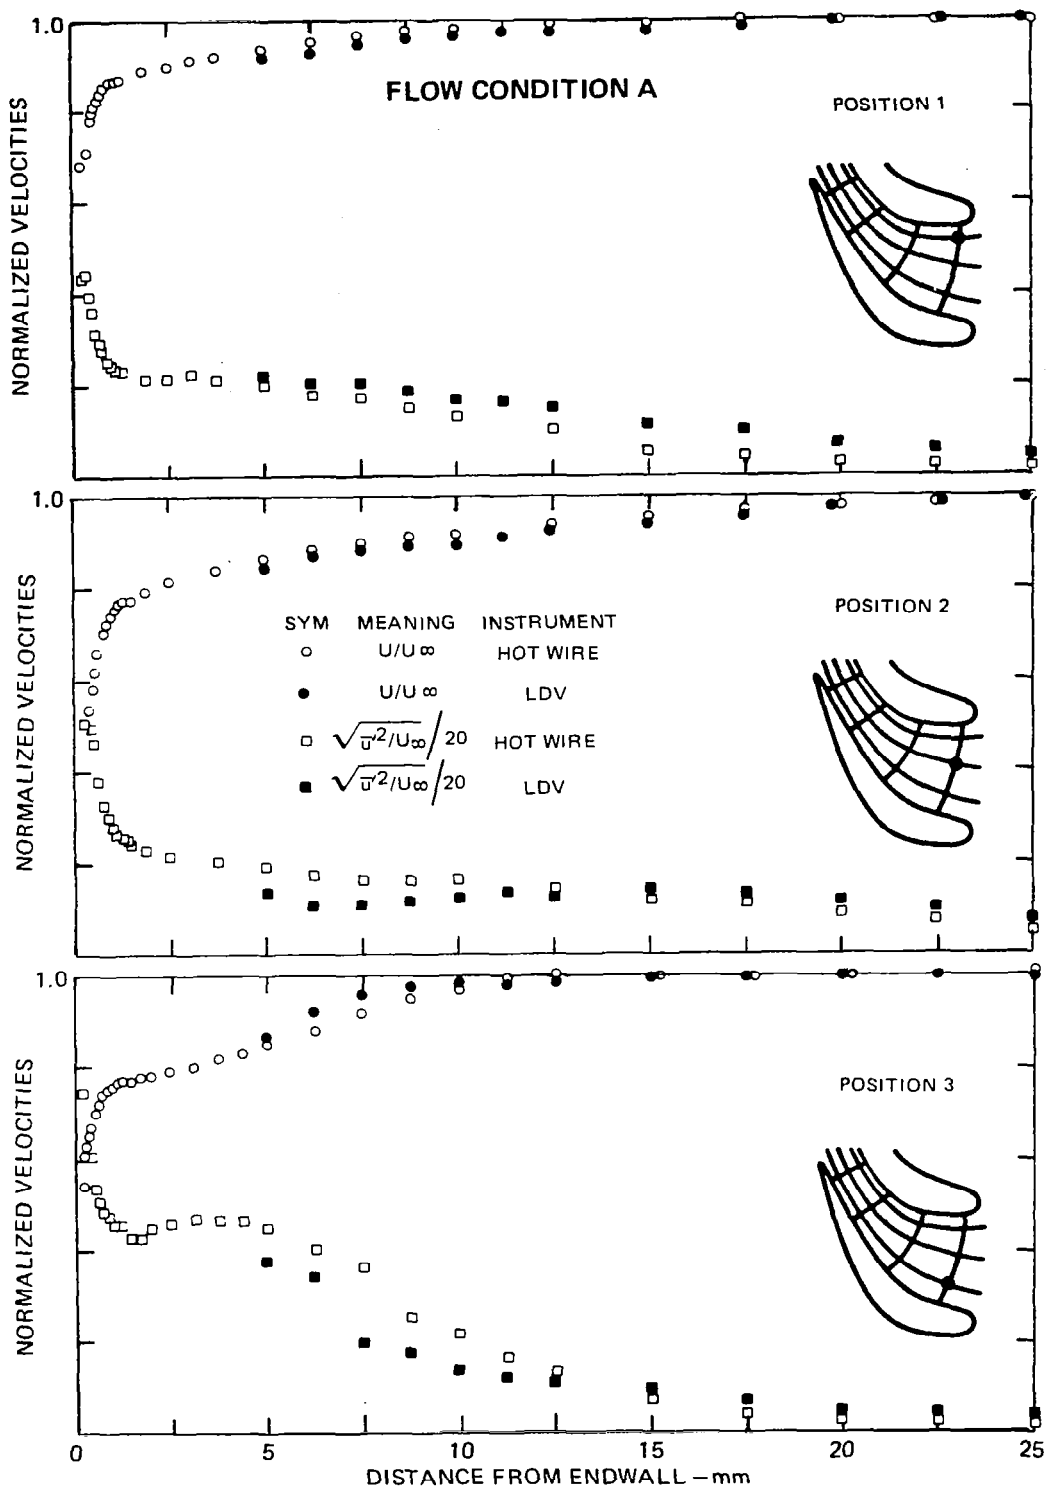 1.0
FLOW CONDITION A
POSITION 1
NORMALIZED VELOCITIES
1.0
POSITION 2
NORMALIZED VELOCITIES
SYM MEANING INSTRUMENT
○ U/U∞ HOT WIRE
● U/U∞ LDV
□ √u̅'²/U∞/20 HOT WIRE
■ √u̅'²/U∞/20 LDV
1.0
POSITION 3
NORMALIZED VELOCITIES
0 5 10 15 20 25
DISTANCE FROM ENDWALL – mm